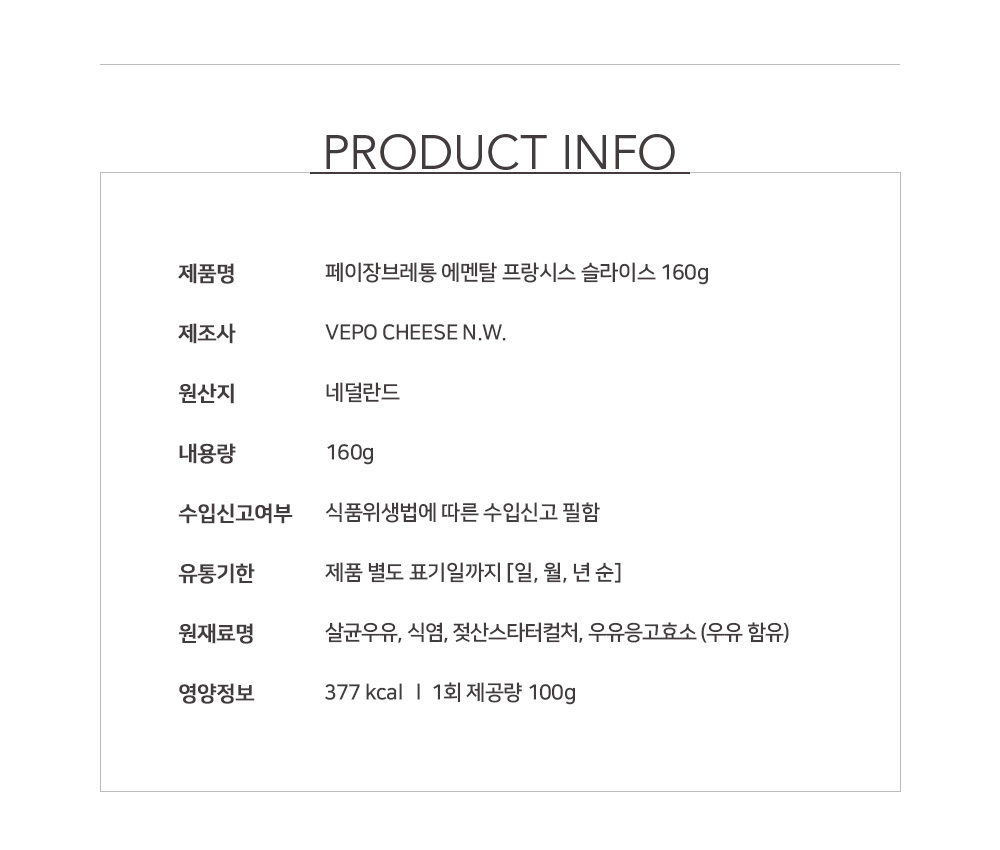 PRODUCT INFO
제품명 페이장브레통 에멘탈 프랑시스 슬라이스 160g
제조사 VEPO CHEESE N.W.
원산지 네덜란드
내용량 160g
수입신고여부 식품위생법에 따른 수입신고 필함
유통기한 제품 별도 표기일까지 [일, 월, 년 순]
원재료명 살균우유, 식염, 젖산스타터컬처, 우유응고효소 (우유 함유)
영양정보 377 kcal ㅣ 1회 제공량 100g